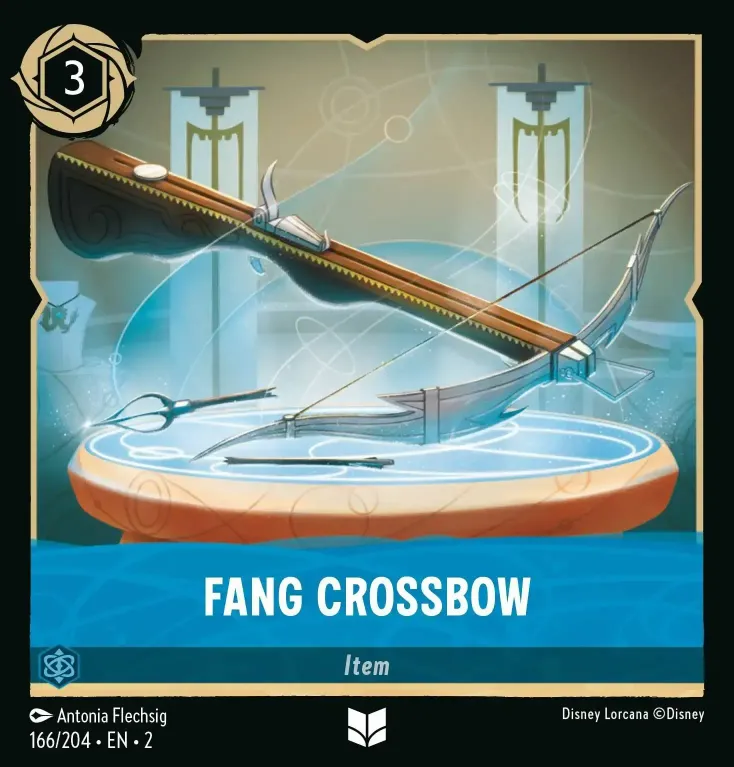 3
FANG CROSSBOW
Item
Antonia Flechsig
Disney Lorcana ©Disney
166/204 • EN • 2